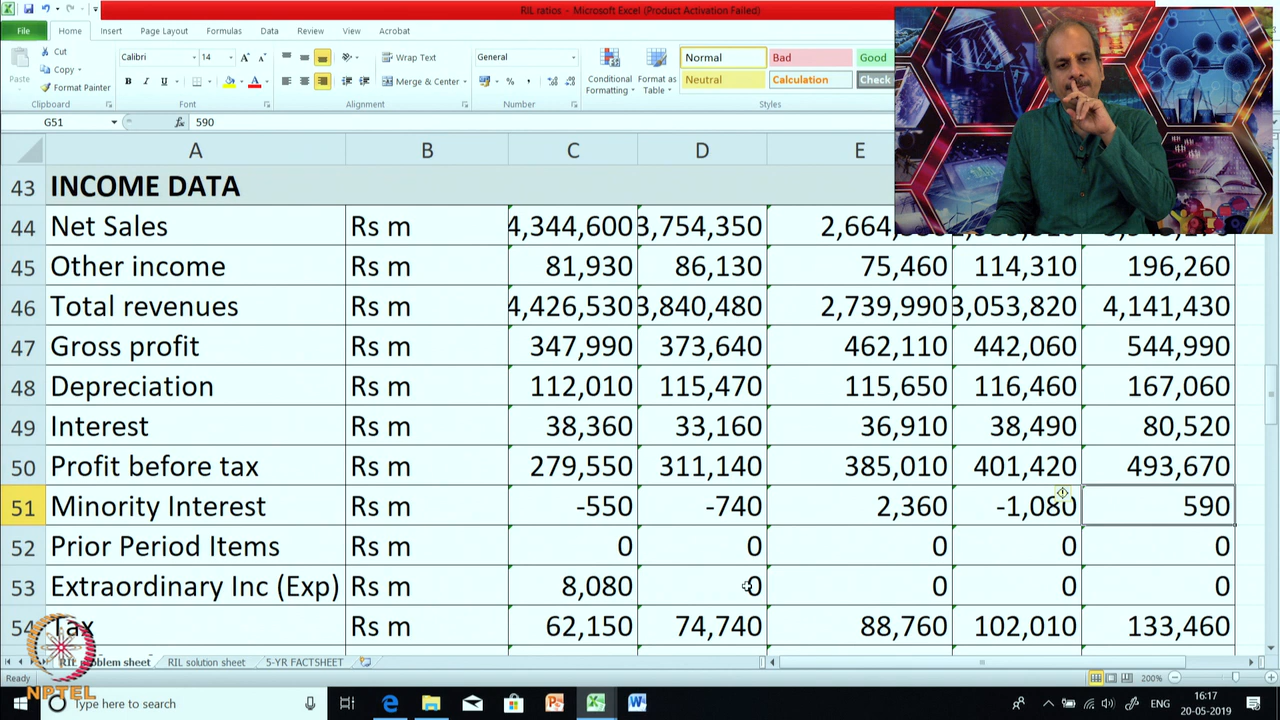 RIL ratios - Microsoft Excel (Product Activation Failed)
File Home Insert Page Layout Formulas Data Review View Acrobat
Cut
Copy
Format Painter
Paste
Calibri 14
Wrap Text
Merge & Center
General
Conditional Formatting
Format as Table
Normal Bad Good
Neutral Calculation Check
Clipboard Font Alignment Number Styles
G51 fx 590
A B C D E
43 INCOME DATA
44 Net Sales Rs m 4,344,600 3,754,350 2,664,
45 Other income Rs m 81,930 86,130 75,460 114,310 196,260
46 Total revenues Rs m 4,426,530 3,840,480 2,739,990 3,053,820 4,141,430
47 Gross profit Rs m 347,990 373,640 462,110 442,060 544,990
48 Depreciation Rs m 112,010 115,470 115,650 116,460 167,060
49 Interest Rs m 38,360 33,160 36,910 38,490 80,520
50 Profit before tax Rs m 279,550 311,140 385,010 401,420 493,670
51 Minority Interest Rs m -550 -740 2,360 -1,080 590
52 Prior Period Items Rs m 0 0 0 0 0
53 Extraordinary Inc (Exp) Rs m 8,080 0 0 0 0
54 Tax Rs m 62,150 74,740 88,760 102,010 133,460
RIL problem sheet RIL solution sheet 5-YR FACTSHEET
Ready 200%
NPTEL
Type here to search
ENG
16:17
20-05-2019